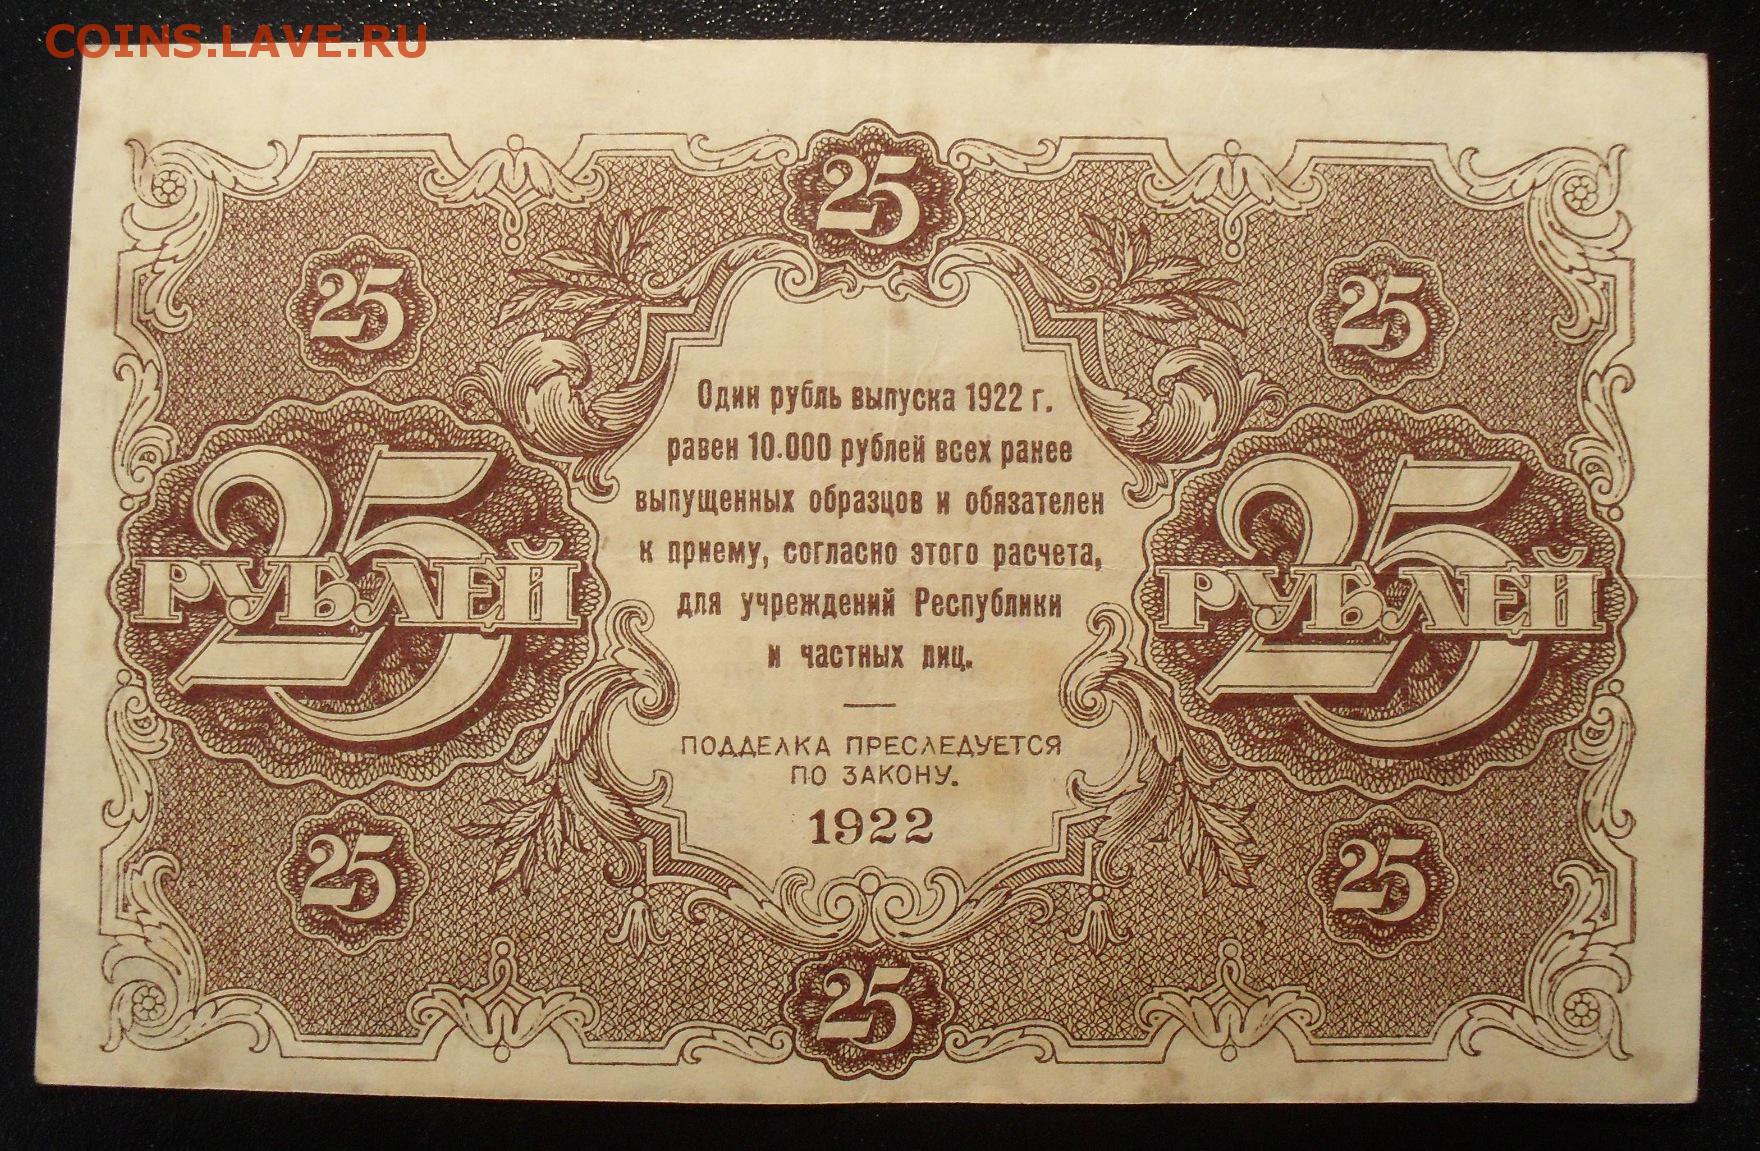 COINS.LAVE.RU
25
25
25
Один рубль выпуска 1922 г.
равен 10.000 рублей всех ранее
выпущенных образцов и обязателен
к приему, согласно этого расчета,
для учреждений Республики
и частных лиц.
25 РУБЛЕЙ
25 РУБЛЕЙ
ПОДДЕЛКА ПРЕСЛЕДУЕТСЯ
ПО ЗАКОНУ.
1922
25
25
25